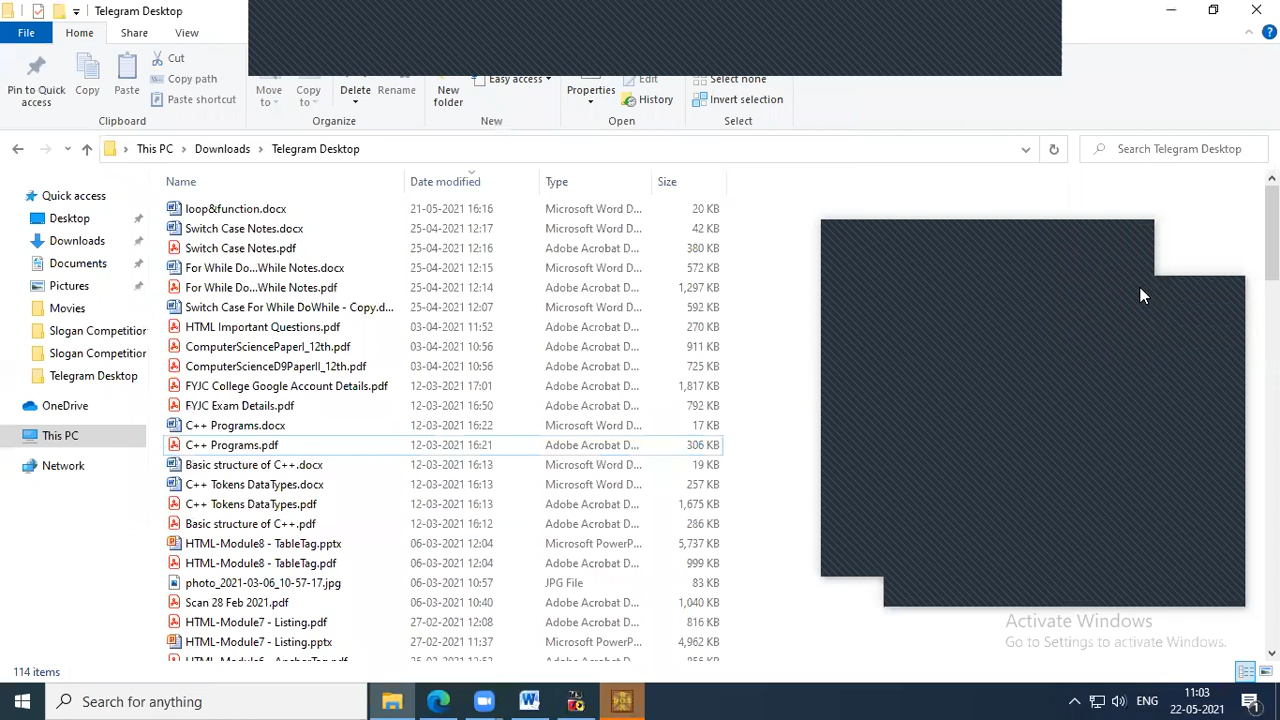 Telegram Desktop
File Home Share View
Pin to Quick access
Copy
Paste
Cut
Copy path
Paste shortcut
Clipboard
Move to
Copy to
Delete
Rename
Organize
New folder
Easy access
New
Properties
Edit
History
Open
Select none
Invert selection
Select
This PC Downloads Telegram Desktop
Search Telegram Desktop
Quick access
Desktop
Downloads
Documents
Pictures
Movies
Slogan Competition
Slogan Competition
Telegram Desktop
OneDrive
This PC
Network
Name Date modified Type Size
loop&function.docx 21-05-2021 16:16 Microsoft Word D... 20 KB
Switch Case Notes.docx 25-04-2021 12:17 Microsoft Word D... 42 KB
Switch Case Notes.pdf 25-04-2021 12:16 Adobe Acrobat D... 380 KB
For While Do...While Notes.docx 25-04-2021 12:15 Microsoft Word D... 572 KB
For While Do...While Notes.pdf 25-04-2021 12:15 Adobe Acrobat D... 1,297 KB
Switch Case For While DoWhile - Copy.d... 25-04-2021 12:07 Microsoft Word D... 592 KB
HTML Important Questions.pdf 03-04-2021 11:52 Adobe Acrobat D... 270 KB
ComputerSciencePaperI_12th.pdf 03-04-2021 10:56 Adobe Acrobat D... 911 KB
ComputerScienceD9PaperII_12th.pdf 03-04-2021 10:56 Adobe Acrobat D... 725 KB
FYJC College Google Account Details.pdf 12-03-2021 17:01 Adobe Acrobat D... 1,817 KB
FYJC Exam Details.pdf 12-03-2021 16:50 Adobe Acrobat D... 792 KB
C++ Programs.docx 12-03-2021 16:22 Microsoft Word D... 17 KB
C++ Programs.pdf 12-03-2021 16:21 Adobe Acrobat D... 306 KB
Basic structure of C++.docx 12-03-2021 16:13 Microsoft Word D... 19 KB
C++ Tokens DataTypes.docx 12-03-2021 16:13 Microsoft Word D... 257 KB
C++ Tokens DataTypes.pdf 12-03-2021 16:13 Adobe Acrobat D... 1,675 KB
Basic structure of C++.pdf 12-03-2021 16:12 Adobe Acrobat D... 286 KB
HTML-Module8 - TableTag.pptx 06-03-2021 12:04 Microsoft PowerP... 5,737 KB
HTML-Module8 - TableTag.pdf 06-03-2021 12:04 Adobe Acrobat D... 999 KB
photo_2021-03-06_10-57-17.jpg 06-03-2021 10:57 JPG File 83 KB
Scan 28 Feb 2021.pdf 06-03-2021 10:40 Adobe Acrobat D... 1,040 KB
HTML-Module7 - Listing.pdf 27-02-2021 12:08 Adobe Acrobat D... 816 KB
HTML-Module7 - Listing.pptx 27-02-2021 11:37 Microsoft PowerP... 4,962 KB
Activate Windows
Go to Settings to activate Windows.
114 items
Search for anything
ENG
11:03
22-05-2021